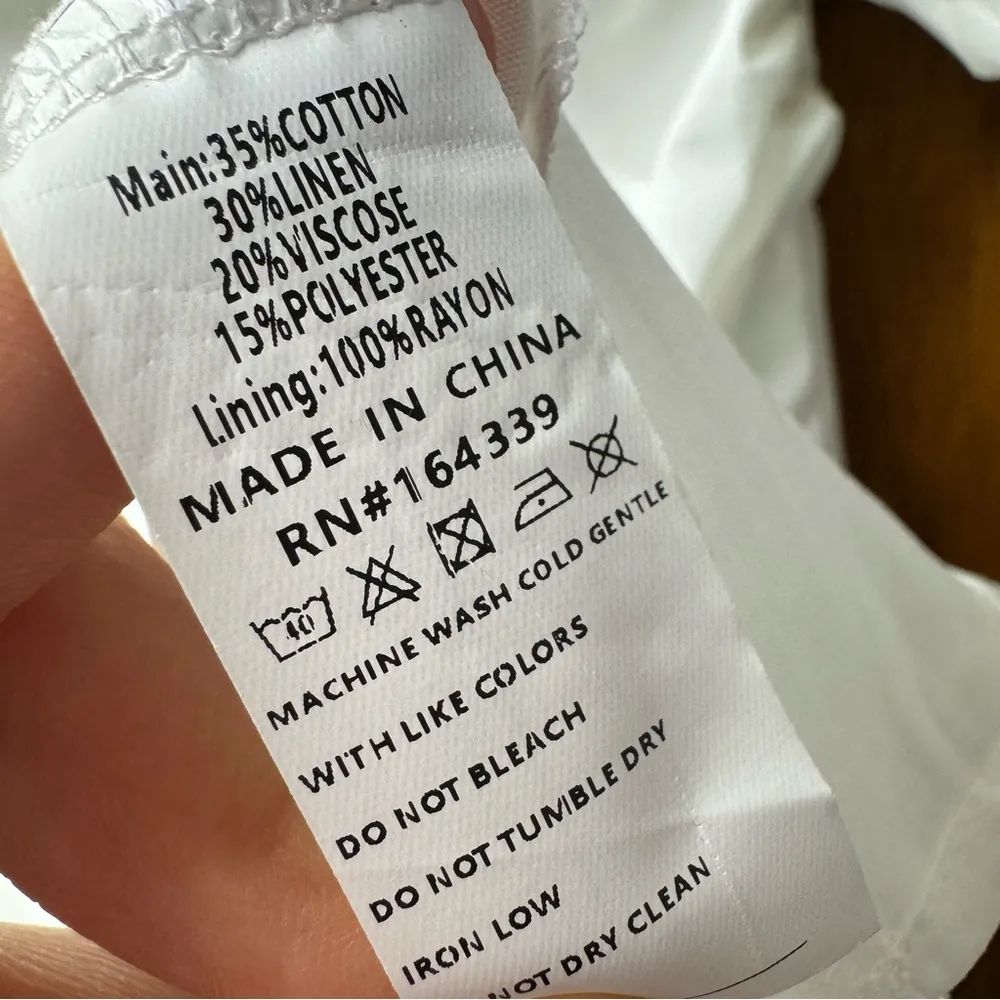 Main:35%COTTON
30%LINEN
20%VISCOSE
15%POLYESTER
Lining:100%RAYON
MADE IN CHINA
RN#164339
40
MACHINE WASH COLD GENTLE
WITH LIKE COLORS
DO NOT BLEACH
DO NOT TUMBLE DRY
IRON LOW
NOT DRY CLEAN